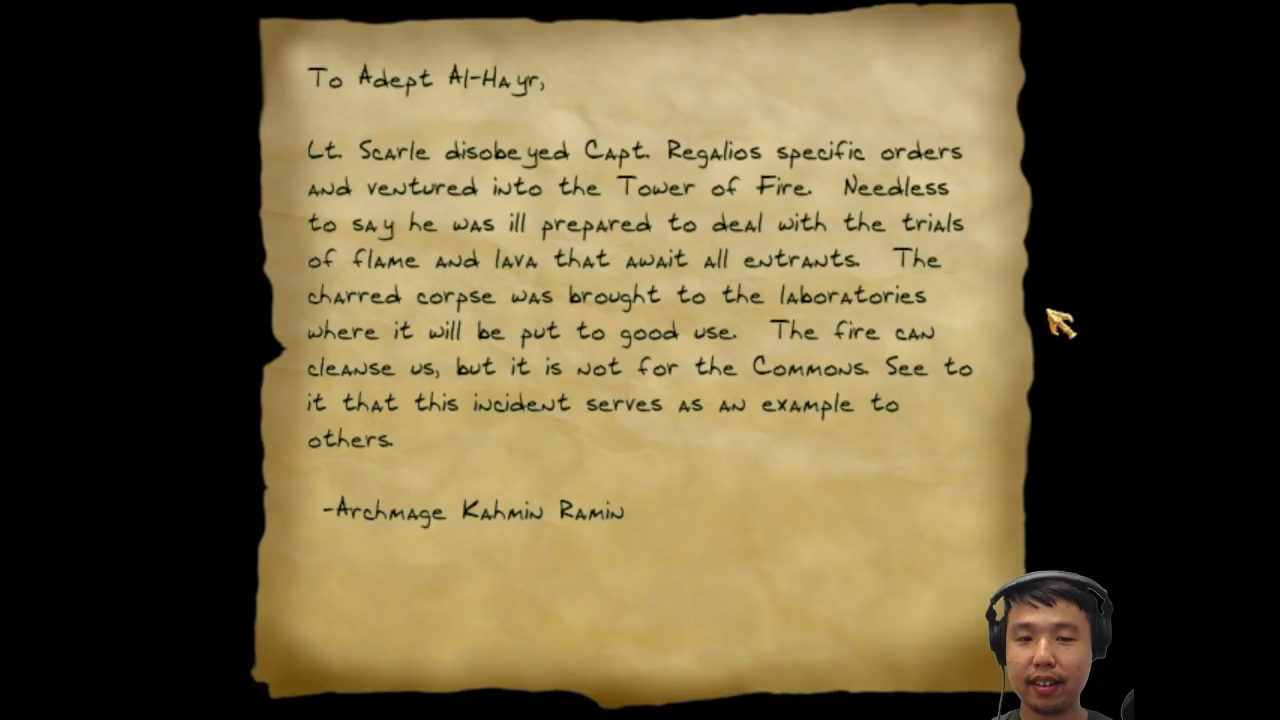 To Adept Al-Hayr,
Lt. Scarle disobeyed Capt. Regalios specific orders
and ventured into the Tower of Fire. Needless
to say he was ill prepared to deal with the trials
of flame and lava that await all entrants. The
charred corpse was brought to the laboratories
where it will be put to good use. The fire can
cleanse us, but it is not for the Commons. See to
it that this incident serves as an example to
others.
-Archmage Kahmin Ramin